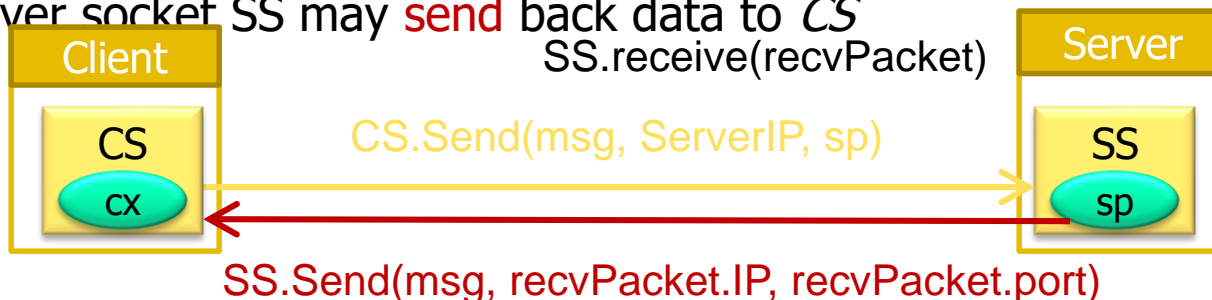 ver socket SS may send back data to CS
Client
SS.receive(recvPacket)
Server
CS
CS.Send(msg, ServerIP, sp)
SS
cx
sp
SS.Send(msg, recvPacket.IP, recvPacket.port)